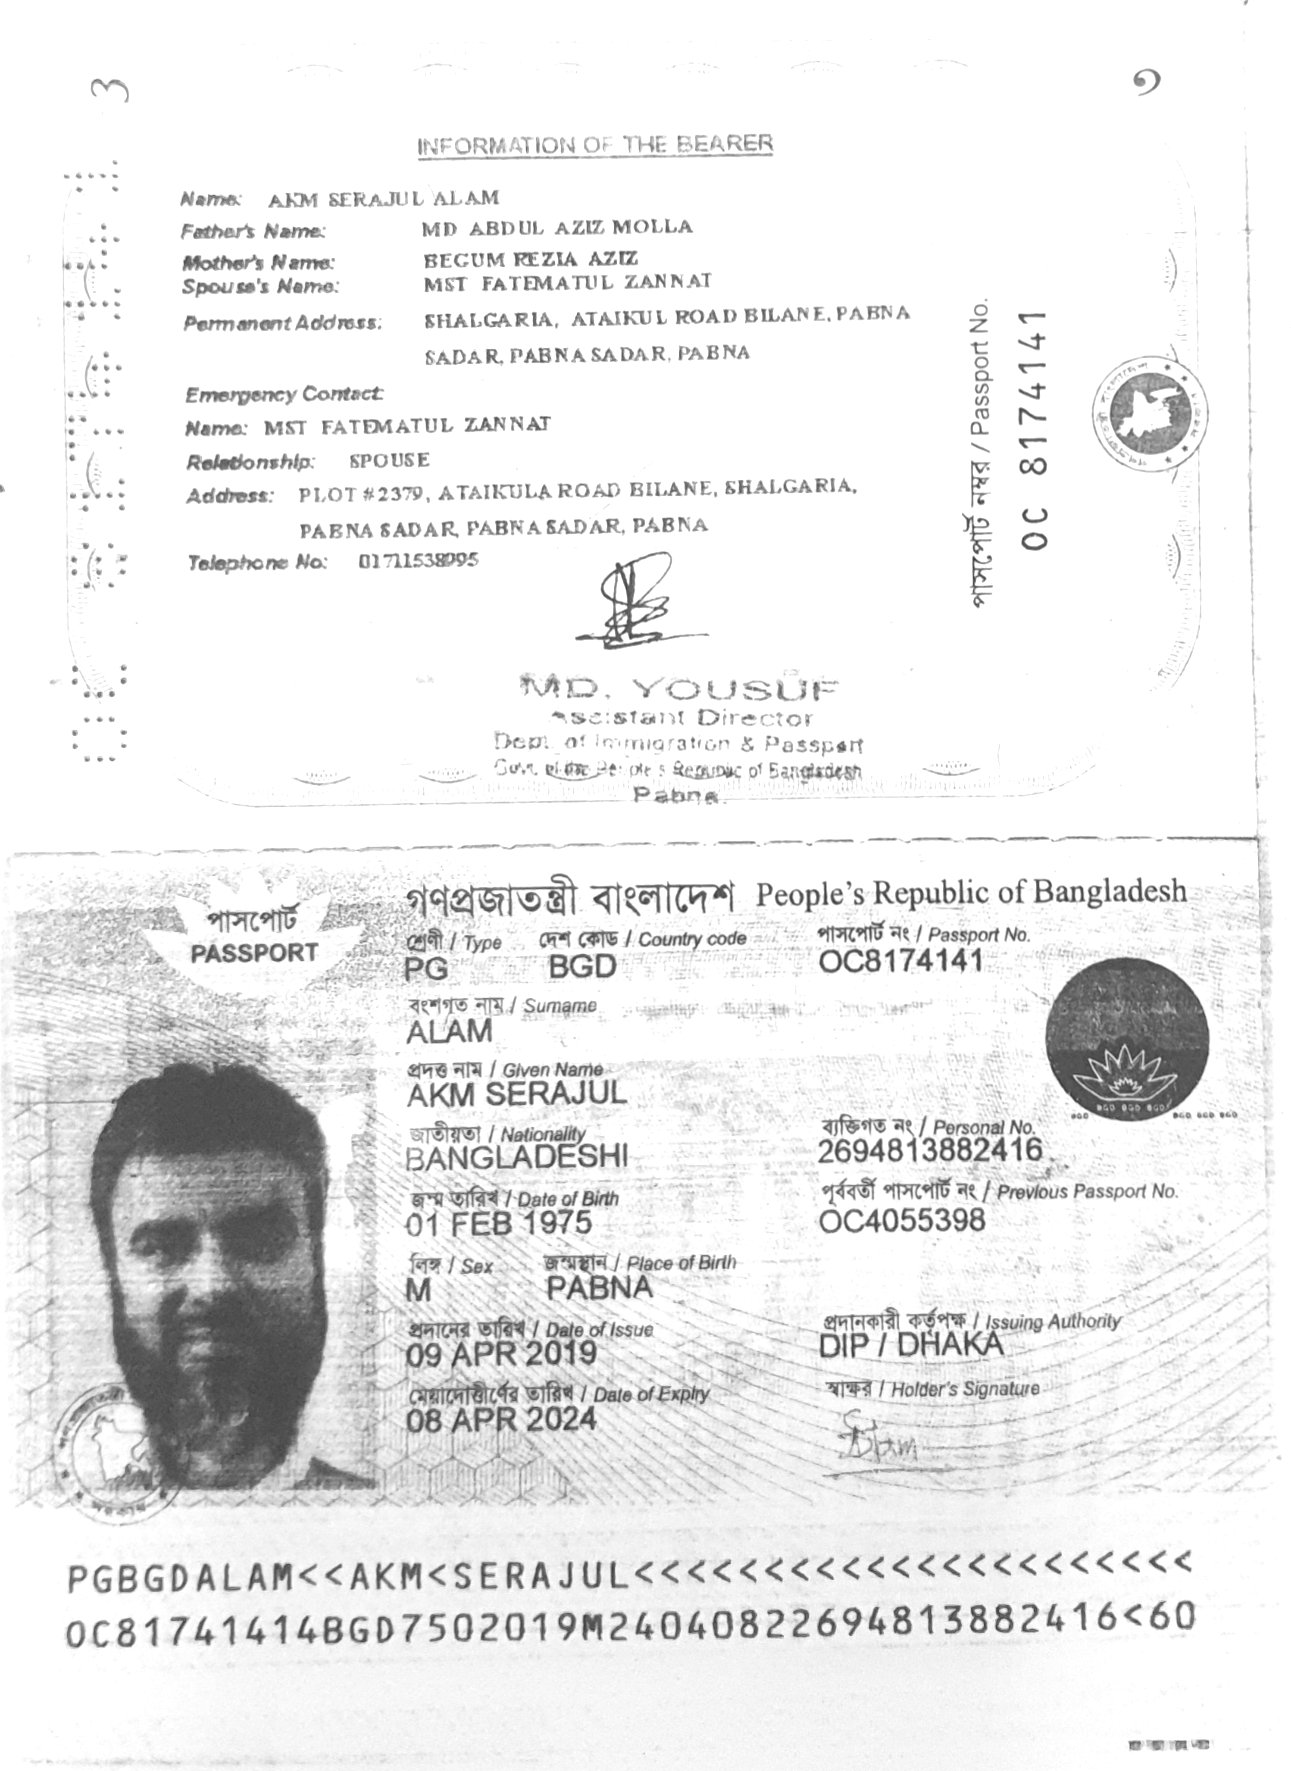 ৩
১
INFORMATION OF THE BEARER
Name: AKM SERAJUL ALAM
Father's Name: MD ABDUL AZIZ MOLLA
Mother's Name: BEGUM REZIA AZIZ
Spouse's Name: MST FATEMATUL ZANNAT
Permanent Address: SHALGARIA, ATAIKUL ROAD BILANE, PABNA
SADAR, PABNA SADAR, PABNA
Emergency Contact:
Name: MST FATEMATUL ZANNAT
Relationship: SPOUSE
Address: PLOT #2379, ATAIKULA ROAD BILANE, SHALGARIA,
PABNA SADAR, PABNA SADAR, PABNA
Telephone No:
পাসপোর্ট নম্বর / Passport No.
OC 8174141
MD. YOUSUF
Assistant Director
Dept. of Immigration & Passport
Govt. of the People's Republic of Bangladesh
Pabna.
পাসপোর্ট
PASSPORT
গণপ্রজাতন্ত্রী বাংলাদেশ People's Republic of Bangladesh
শ্রেণী / Type দেশ কোড / Country code পাসপোর্ট নং / Passport No.
PG BGD OC8174141
বংশগত নাম / Surname
ALAM
প্রদত্ত নাম / Given Name
AKM SERAJUL
জাতীয়তা / Nationality ব্যক্তিগত নং / Personal No.
BANGLADESHI 2694813882416
জন্ম তারিখ / Date of Birth পূর্ববর্তী পাসপোর্ট নং / Previous Passport No.
01 FEB 1975 OC4055398
লিঙ্গ / Sex জন্মস্থান / Place of Birth
M PABNA
প্রদানের তারিখ / Date of Issue প্রদানকারী কর্তৃপক্ষ / Issuing Authority
09 APR 2019 DIP / DHAKA
মেয়াদোত্তীর্ণের তারিখ / Date of Expiry স্বাক্ষর / Holder's Signature
08 APR 2024
BGD BGD BGD
BGD BGD BGD BGD
PGBGDALAM<<AKM<SERAJUL<<<<<<<<<<<<<<<<<<<<<<
OC81741414BGD7502019M24040822694813882416<60